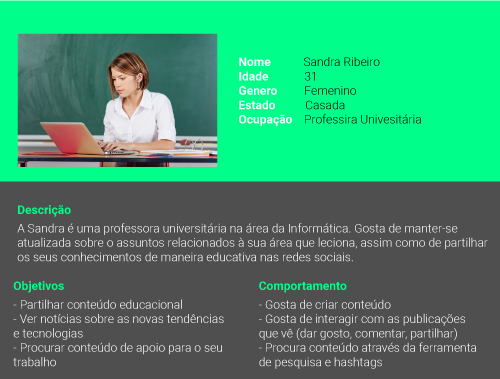 Nome Sandra Ribeiro
Idade 31
Genero Femenino
Estado Casada
Ocupação Professira Univesitária
Descrição
A Sandra é uma professora universitária na área da Informática. Gosta de manter-se
atualizada sobre o assuntos relacionados à sua área que leciona, assim como de partilhar
os seus conhecimentos de maneira educativa nas redes sociais.
Objetivos
- Partilhar conteúdo educacional
- Ver notícias sobre as novas tendências
e tecnologias
- Procurar conteúdo de apoio para o seu
trabalho
Comportamento
- Gosta de criar conteúdo
- Gosta de interagir com as publicações
que vê (dar gosto, comentar, partilhar)
- Procura conteúdo através da ferramenta
de pesquisa e hashtags